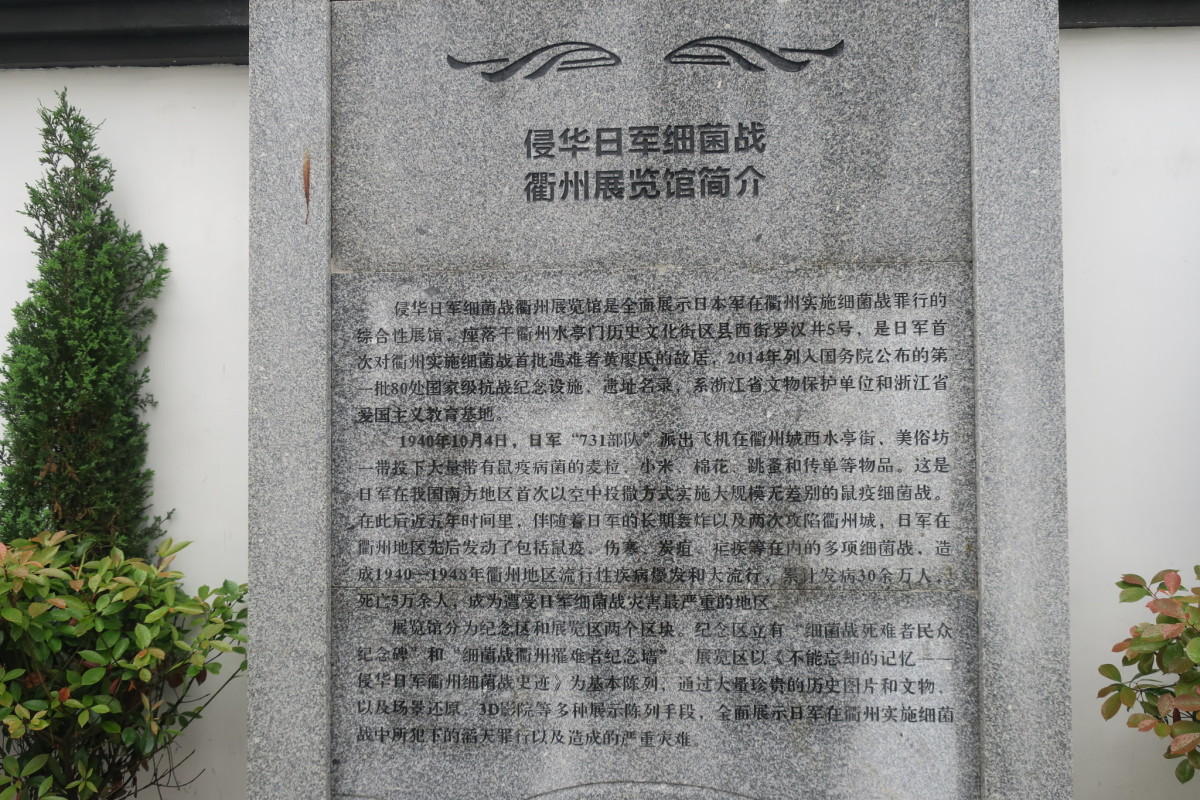 侵华日军细菌战
衢州展览馆简介
侵华日军细菌战衢州展览馆是全面展示日本军在衢州实施细菌战罪行的
综合性展馆，座落于衢州水亭门历史文化街区县西街罗汉井5号，是日军首
次对衢州实施细菌战首批遇难者黄廖氏的故居，2014年列入国务院公布的第
一批80处国家级抗战纪念设施、遗址名录，系浙江省文物保护单位和浙江省
爱国主义教育基地。
1940年10月4日，日军“731部队”派出飞机在衢州城西水亭街、美俗坊
一带投下大量带有鼠疫病菌的麦粒、小米、棉花、跳蚤和传单等物品。这是
日军在我国南方地区首次以空中投撒方式实施大规模无差别的鼠疫细菌战。
在此后近五年时间里，伴随着日军的长期轰炸以及两次攻陷衢州城，日军在
衢州地区先后发动了包括鼠疫、伤寒、炭疽、疟疾等在内的多项细菌战，造
成1940—1948年衢州地区流行性疾病爆发和大流行，累计发病30余万人，
死亡5万余人，成为遭受日军细菌战灾害最严重的地区。
展览馆分为纪念区和展览区两个区块。纪念区立有“细菌战死难者民众
纪念碑”和“细菌战衢州罹难者纪念墙”。展览区以《不能忘却的记忆——
侵华日军衢州细菌战史迹》为基本陈列，通过大量珍贵的历史图片和文物、
以及场景还原、3D影院等多种展示陈列手段，全面展示日军在衢州实施细菌
战中所犯下的滔天罪行以及造成的严重灾难。